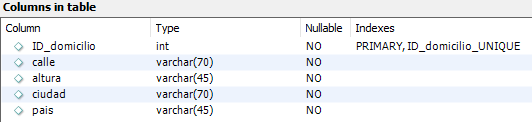 Columns in table
Column Type Nullable Indexes
ID_domicilio int NO PRIMARY, ID_domicilio_UNIQUE
calle varchar(70) NO
altura varchar(45) NO
ciudad varchar(70) NO
pais varchar(45) NO